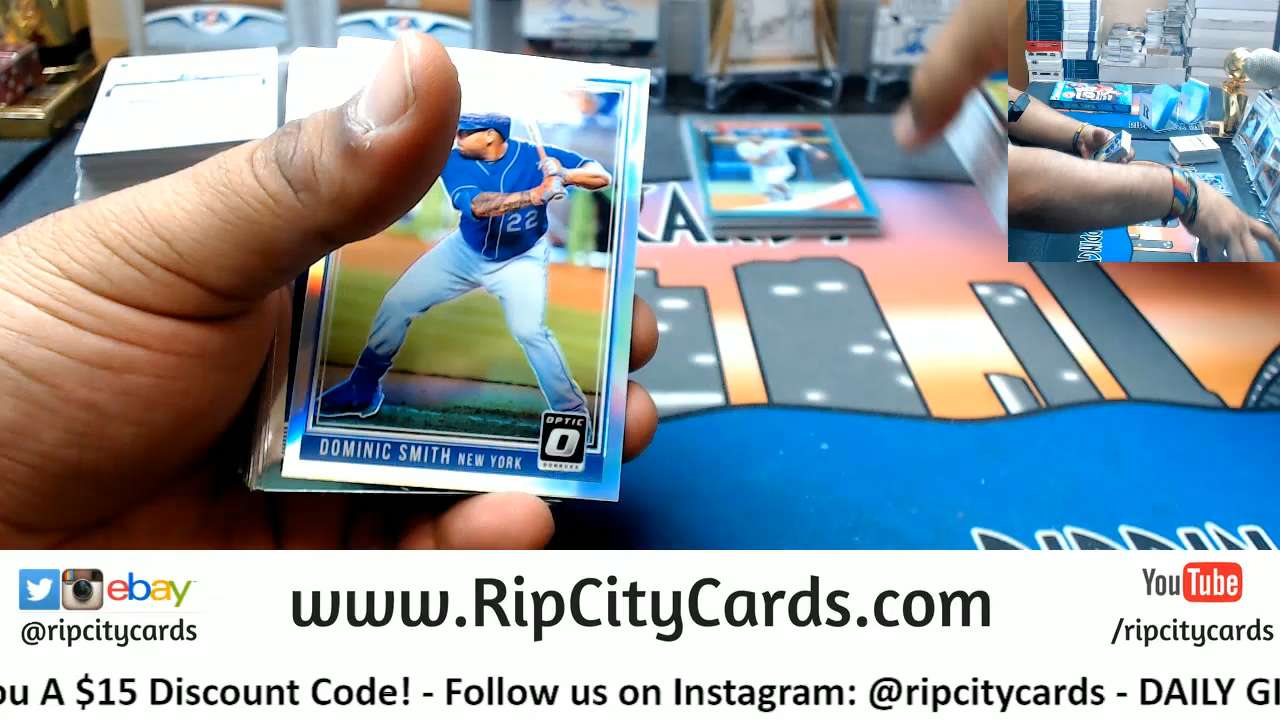 22
DOMINIC SMITH NEW YORK
OPTIC
DONRUSS
ebay
@ripcitycards
www.RipCityCards.com
YouTube
/ripcitycards
ou A $15 Discount Code! - Follow us on Instagram: @ripcitycards - DAILY GI